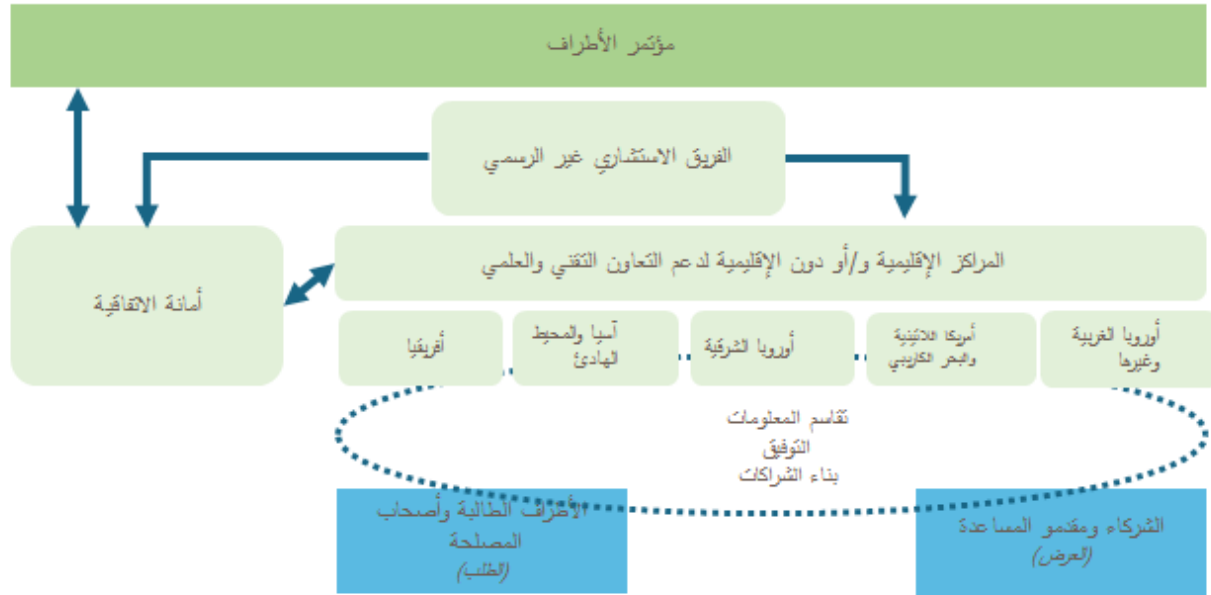 مؤتمر الأطراف
الفريق الاستشاري غير الرسمي
المراكز الإقليمية و/أو دون الإقليمية لدعم التعاون التقني والعلمي
أمانة الاتفاقية
أوروبا الغربية
وغيرها
أمريكا اللاتينية
والبحر الكاريبي
أوروبا الشرقية
آسيا والمحيط
الهادئ
أفريقيا
تقاسم المعلومات
التوفيق
بناء الشراكات
الشركاء ومقدمو المساعدة
(العرض)
الأطراف الطالبة وأصحاب
المصلحة
(الطلب)